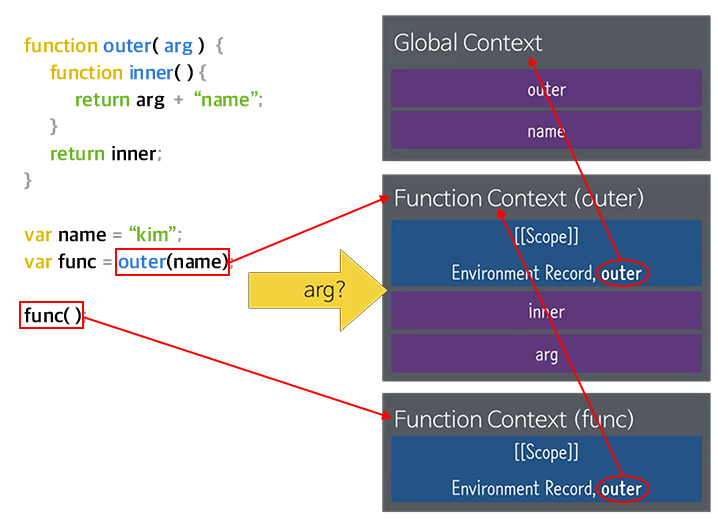 function outer( arg ) {
function inner( ) {
return arg + “name”;
}
return inner;
}
var name = “kim”;
var func = outer(name);
func( );
arg?
Global Context
outer
name
Function Context (outer)
[[Scope]]
Environment Record, outer
inner
arg
Function Context (func)
[[Scope]]
Environment Record, outer